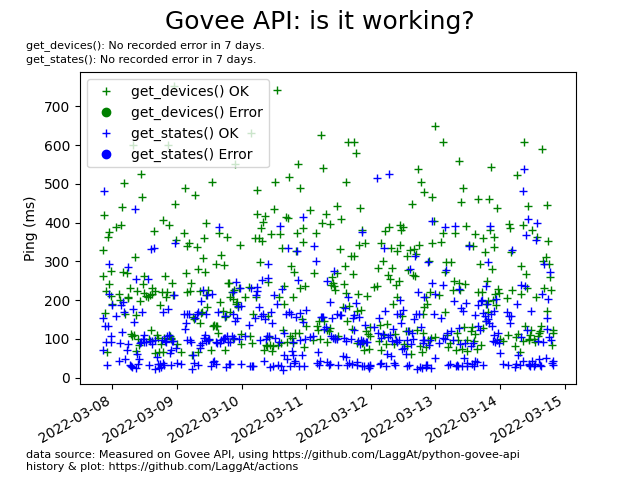 Govee API: is it working?
get_devices(): No recorded error in 7 days.
get_states(): No recorded error in 7 days.
get_devices() OK
get_devices() Error
get_states() OK
get_states() Error
Ping (ms)
700
600
500
400
300
200
100
0
2022-03-08
2022-03-09
2022-03-10
2022-03-11
2022-03-12
2022-03-13
2022-03-14
2022-03-15
data source: Measured on Govee API, using https://github.com/LaggAt/python-govee-api
history & plot: https://github.com/LaggAt/actions